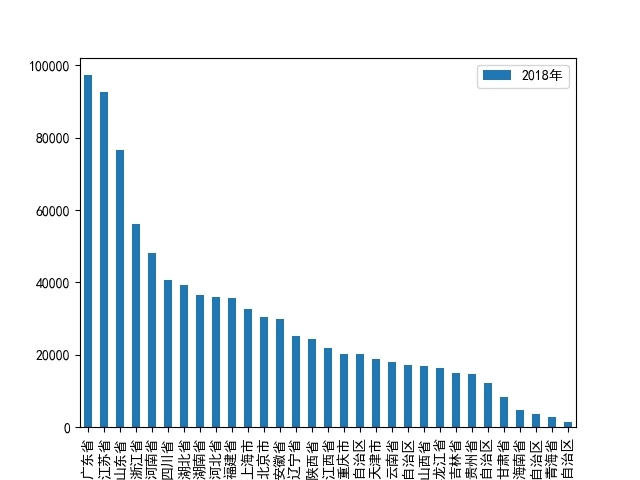 2018年
100000
80000
60000
40000
20000
0
广东省
江苏省
山东省
浙江省
河南省
四川省
湖北省
湖南省
河北省
福建省
上海市
北京市
安徽省
辽宁省
陕西省
江西省
重庆市
自治区
天津市
云南省
自治区
山西省
龙江省
吉林省
贵州省
自治区
甘肃省
海南省
自治区
青海省
自治区